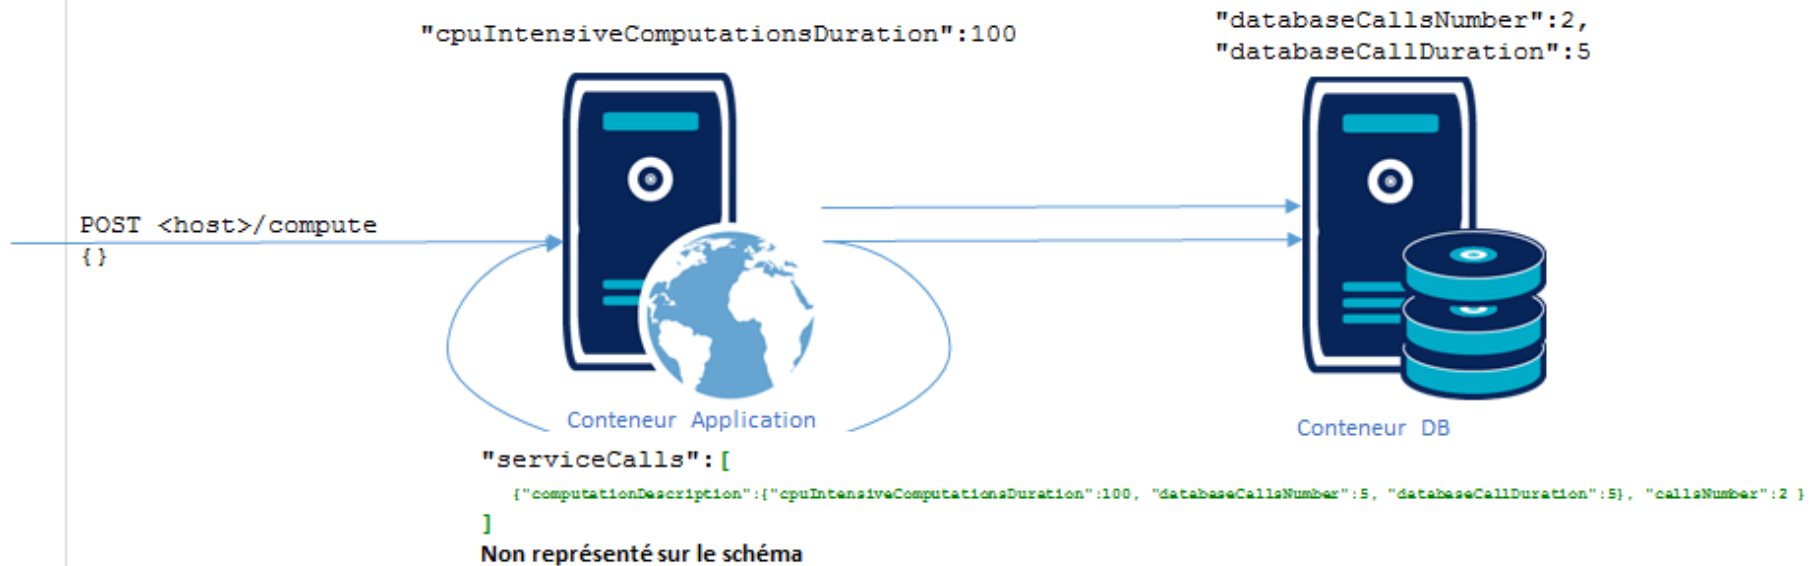 "cpuIntensiveComputationsDuration":100
"databaseCallsNumber":2,
"databaseCallDuration":5
POST <host>/compute
{}
Conteneur Application
Conteneur DB
"serviceCalls":[
{"computationDescription":{"cpuIntensiveComputationsDuration":100, "databaseCallsNumber":5, "databaseCallDuration":5}, "callsNumber":2 }
]
Non représenté sur le schéma